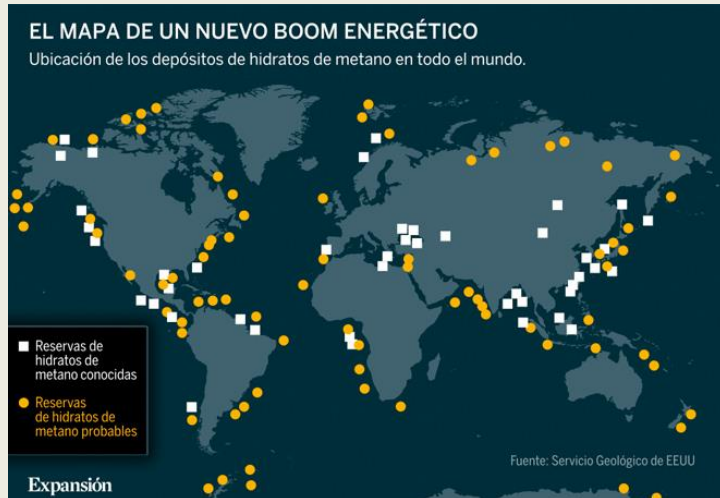 EL MAPA DE UN NUEVO BOOM ENERGÉTICO
Ubicación de los depósitos de hidratos de metano en todo el mundo.
Reservas de
hidratos de
metano conocidas
Reservas
de hidratos de
metano probables
Fuente: Servicio Geológico de EEUU
Expansión